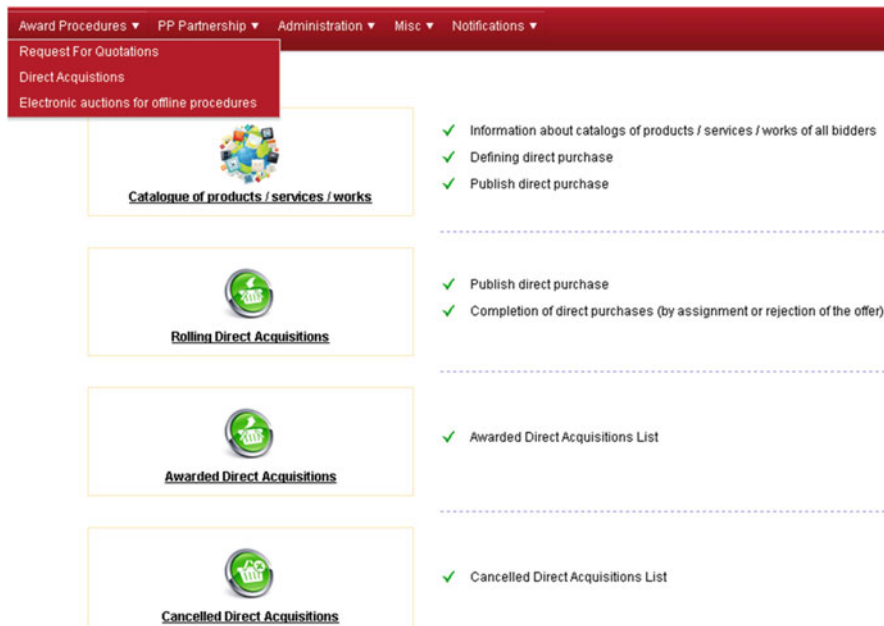 Award Procedures ▼ PP Partnership ▼ Administration ▼ Misc ▼ Notifications ▼
Request For Quotations
Direct Acquistions
Electronic auctions for offline procedures
Catalogue of products / services / works
Information about catalogs of products / services / works of all bidders
Defining direct purchase
Publish direct purchase
Rolling Direct Acquisitions
Publish direct purchase
Completion of direct purchases (by assignment or rejection of the offer)
Awarded Direct Acquisitions
Awarded Direct Acquisitions List
Cancelled Direct Acquisitions
Cancelled Direct Acquisitions List